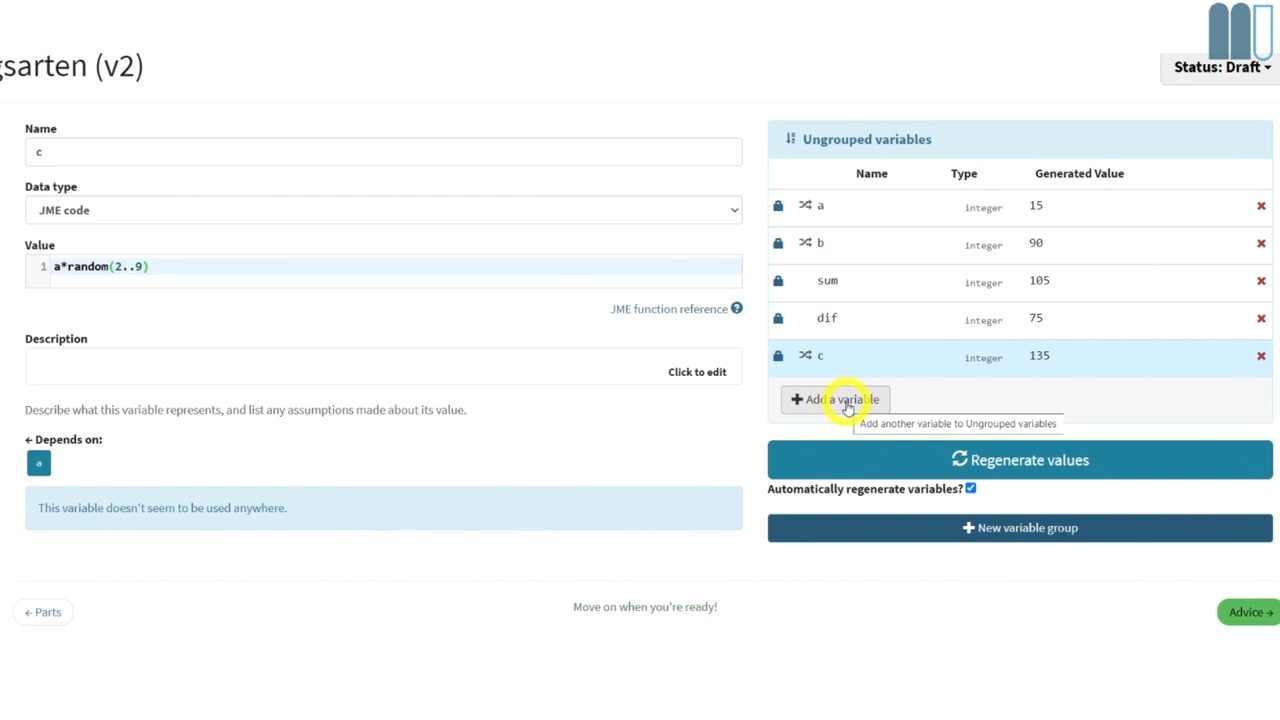 sarten (v2)
Status: Draft
Name
c
Data type
JME code
Value
1 a*random(2..9)
JME function reference
Description
Click to edit
Describe what this variable represents, and list any assumptions made about its value.
← Depends on:
a
This variable doesn't seem to be used anywhere.
← Parts
Move on when you're ready!
Ungrouped variables
Name Type Generated Value
a integer 15
b integer 90
sum integer 105
dif integer 75
c integer 135
+ Add a variable
Add another variable to Ungrouped variables
Regenerate values
Automatically regenerate variables?
+ New variable group
Advice →